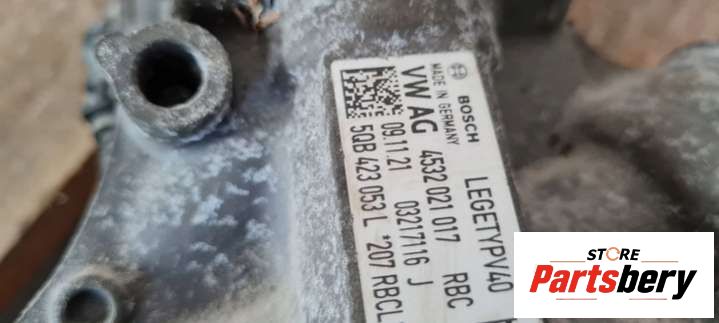 BOSCH LEGETYPV40
MADE IN GERMANY
VW AG 4532 021 017 RBC
09.11.21 03217116 J
5QB 423 053 L *207 RBCL
STORE
Partsbery